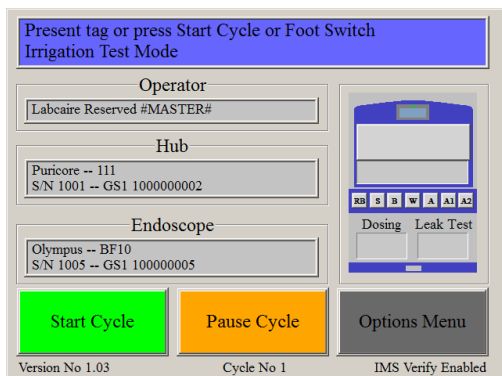 Present tag or press Start Cycle or Foot Switch
Irrigation Test Mode
Operator
Labcaire Reserved #MASTER#
Hub
Puricore -- 111
S/N 1001 -- GS1 1000000002
Endoscope
Olympus -- BF10
S/N 1005 -- GS1 100000005
RB S B W A A1 A2
Dosing Leak Test
Start Cycle
Pause Cycle
Options Menu
Version No 1.03
Cycle No 1
IMS Verify Enabled